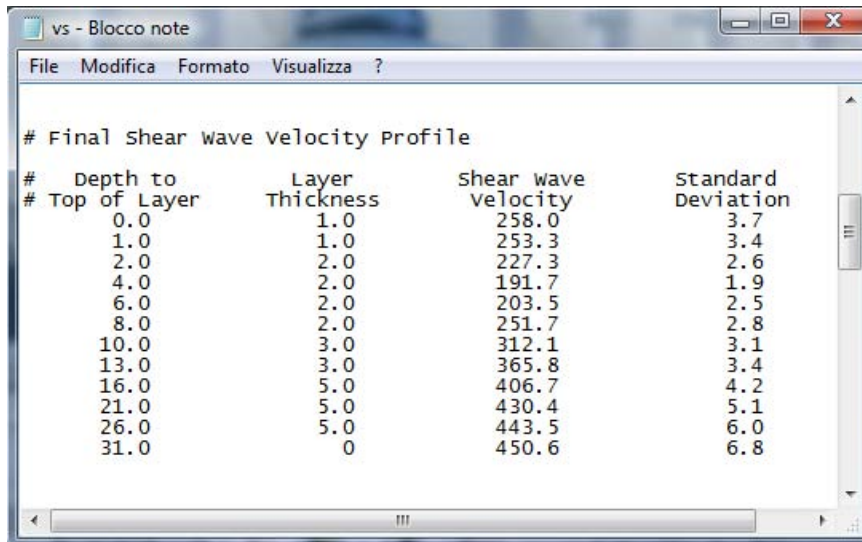 vs - Blocco note
File Modifica Formato Visualizza ?
# Final Shear Wave Velocity Profile
# Depth to Layer Shear Wave Standard
# Top of Layer Thickness Velocity Deviation
0.0 1.0 258.0 3.7
1.0 1.0 253.3 3.4
2.0 2.0 227.3 2.6
4.0 2.0 191.7 1.9
6.0 2.0 203.5 2.5
8.0 2.0 251.7 2.8
10.0 3.0 312.1 3.1
13.0 3.0 365.8 3.4
16.0 5.0 406.7 4.2
21.0 5.0 430.4 5.1
26.0 5.0 443.5 6.0
31.0 0 450.6 6.8